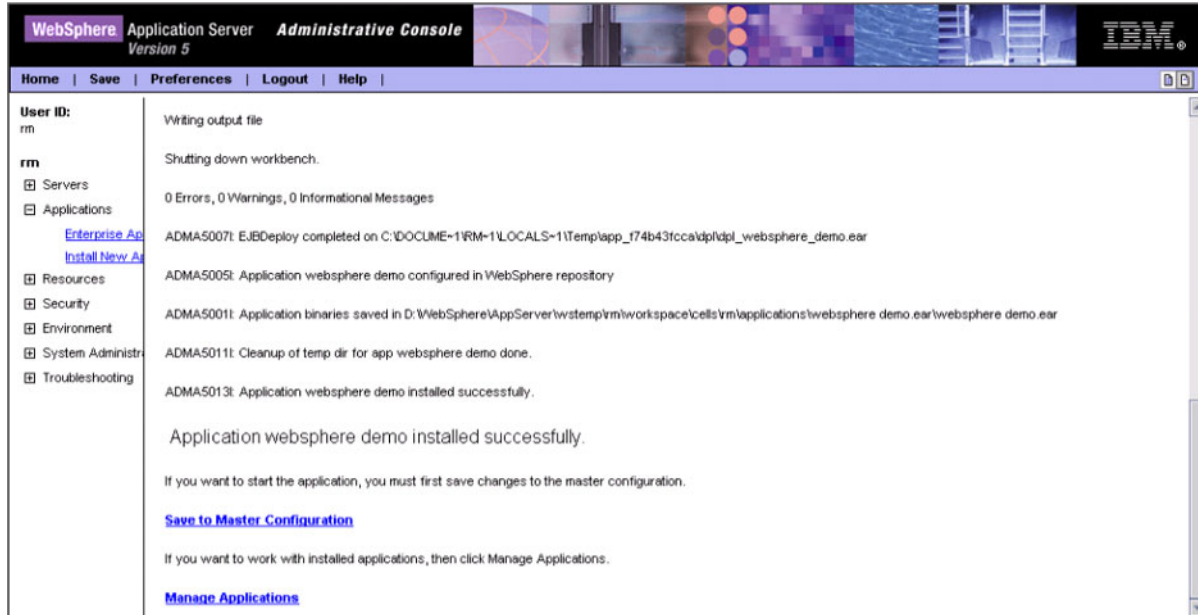 WebSphere Application Server Administrative Console
Version 5
IBM.
Home | Save | Preferences | Logout | Help |
User ID:
rm
rm
Servers
Applications
Enterprise Ap
Install New Ap
Resources
Security
Environment
System Administr
Troubleshooting
Writing output file
Shutting down workbench.
0 Errors, 0 Warnings, 0 Informational Messages
ADMA5007I: EJBDeploy completed on C:\DOCUME~1\RM~1\LOCALS~1\Temp\app_f74b43fcca\dpl\dpl_websphere_demo.ear
ADMA5005I: Application websphere demo configured in WebSphere repository
ADMA5001I: Application binaries saved in D:\WebSphere\AppServer\wstemp\rm\workspace\cells\rm\applications\websphere demo.ear\websphere demo.ear
ADMA5011I: Cleanup of temp dir for app websphere demo done.
ADMA5013I: Application websphere demo installed successfully.
Application websphere demo installed successfully.
If you want to start the application, you must first save changes to the master configuration.
Save to Master Configuration
If you want to work with installed applications, then click Manage Applications.
Manage Applications